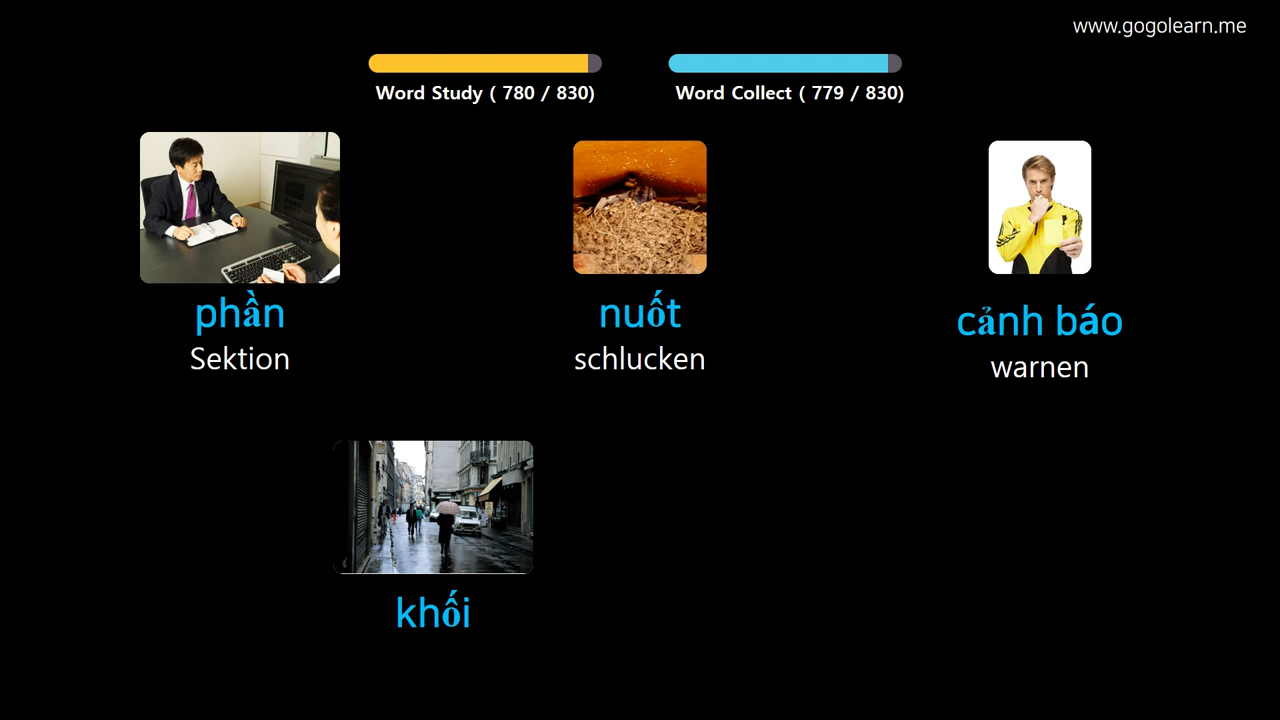 www.gogolearn.me
Word Study ( 780 / 830)
Word Collect ( 779 / 830)
phần
Sektion
nuốt
schlucken
cảnh báo
warnen
khối